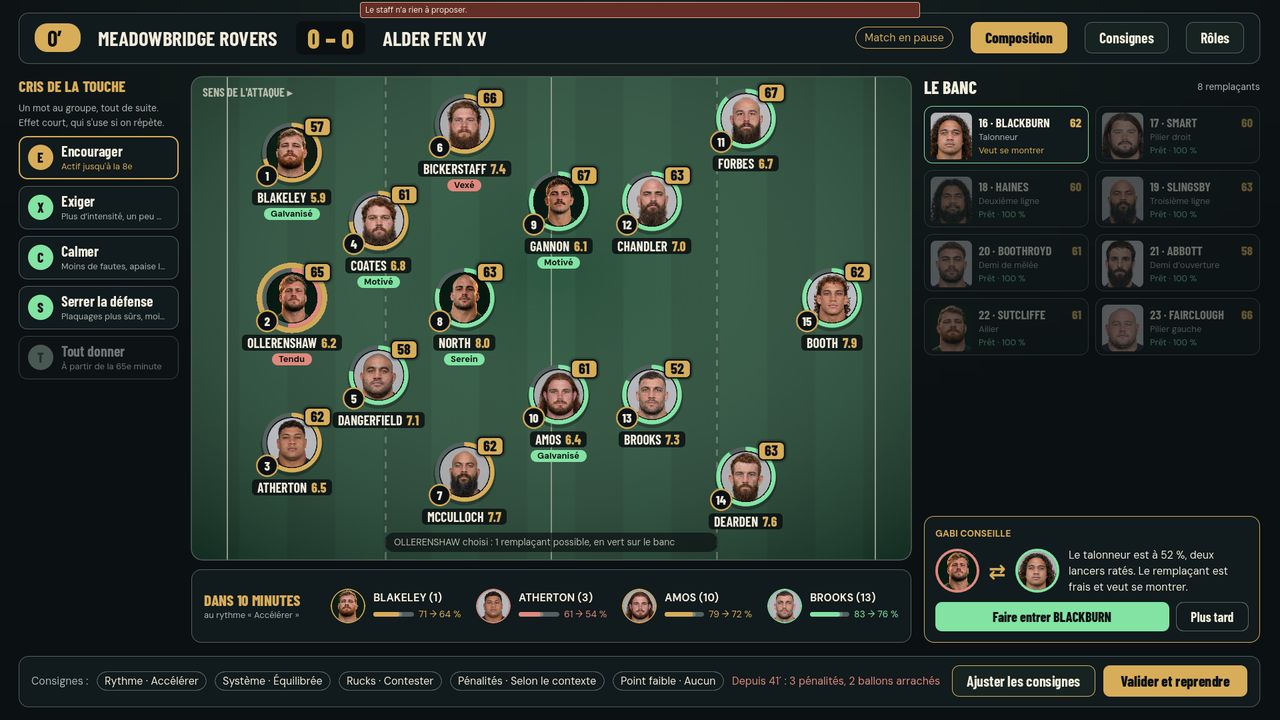 Le staff n'a rien à proposer.
0'
MEADOWBRIDGE ROVERS
0 – 0
ALDER FEN XV
Match en pause
Composition
Consignes
Rôles
CRIS DE LA TOUCHE
Un mot au groupe, tout de suite.
Effet court, qui s'use si on répète.
E
Encourager
Actif jusqu'à la 8e
X
Exiger
Plus d'intensité, un peu ...
C
Calmer
Moins de fautes, apaise l...
S
Serrer la défense
Plaquages plus sûrs, moi...
T
Tout donner
À partir de la 65e minute
SENS DE L'ATTAQUE ▸
57
1
BLAKELEY 5.9
Galvanisé
66
6
BICKERSTAFF 7.4
Vexé
67
11
FORBES 6.7
61
4
COATES 6.8
Motivé
67
9
GANNON 6.1
Motivé
63
12
CHANDLER 7.0
65
2
OLLERENSHAW 6.2
Tendu
63
8
NORTH 8.0
Serein
62
15
BOOTH 7.9
58
5
DANGERFIELD 7.1
61
10
AMOS 6.4
Galvanisé
52
13
BROOKS 7.3
62
3
ATHERTON 6.5
62
7
MCCULLOCH 7.7
63
14
DEARDEN 7.6
OLLERENSHAW choisi : 1 remplaçant possible, en vert sur le banc
DANS 10 MINUTES
au rythme « Accélérer »
BLAKELEY (1)
71 → 64 %
ATHERTON (3)
61 → 54 %
AMOS (10)
79 → 72 %
BROOKS (13)
83 → 76 %
LE BANC
8 remplaçants
16 · BLACKBURN 62
Talonneur
Veut se montrer
17 · SMART 60
Pilier droit
Prêt · 100 %
18 · HAINES 60
Deuxième ligne
Prêt · 100 %
19 · SLINGSBY 63
Troisième ligne
Prêt · 100 %
20 · BOOTHROYD 61
Demi de mêlée
Prêt · 100 %
21 · ABBOTT 58
Demi d'ouverture
Prêt · 100 %
22 · SUTCLIFFE 61
Ailier
Prêt · 100 %
23 · FAIRCLOUGH 66
Pilier gauche
Prêt · 100 %
GABI CONSEILLE
Le talonneur est à 52 %, deux
lancers ratés. Le remplaçant est
frais et veut se montrer.
Faire entrer BLACKBURN
Plus tard
Consignes :
Rythme · Accélérer
Système · Équilibrée
Rucks · Contester
Pénalités · Selon le contexte
Point faible · Aucun
Depuis 41' : 3 pénalités, 2 ballons arrachés
Ajuster les consignes
Valider et reprendre